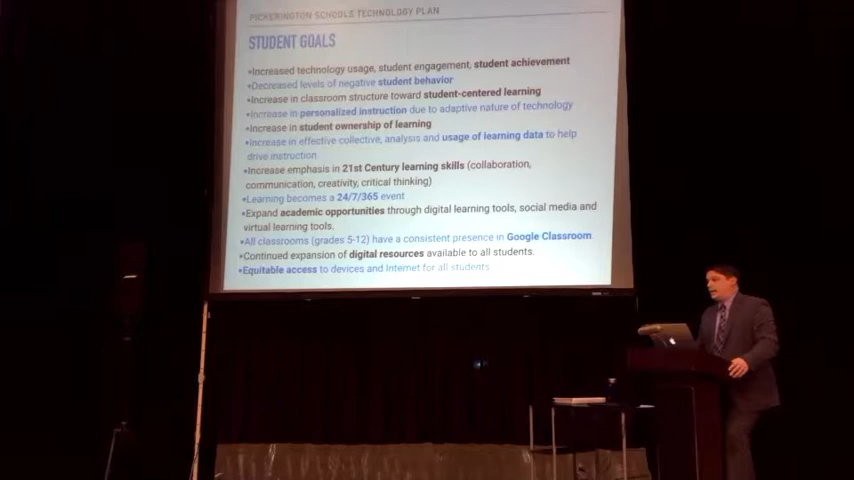 PICKERINGTON SCHOOLS TECHNOLOGY PLAN
STUDENT GOALS
•Increased technology usage, student engagement, student achievement
•Decreased levels of negative student behavior
•Increase in classroom structure toward student-centered learning
•Increase in personalized instruction due to adaptive nature of technology
•Increase in student ownership of learning
•Increase in effective collective, analysis and usage of learning data to help
drive instruction
•Increase emphasis in 21st Century learning skills (collaboration,
communication, creativity, critical thinking)
•Learning becomes a 24/7/365 event
•Expand academic opportunities through digital learning tools, social media and
virtual learning tools.
•All classrooms (grades 5-12) have a consistent presence in Google Classroom.
•Continued expansion of digital resources available to all students.
•Equitable access to devices and Internet for all students.